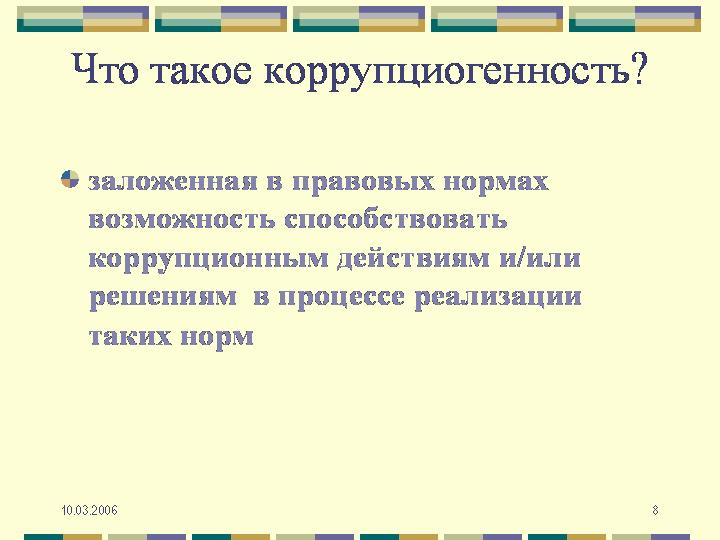 Что такое коррупциогенность?
заложенная в правовых нормах
возможность способствовать
коррупционным действиям и/или
решениям в процессе реализации
таких норм
10.03.2006
8